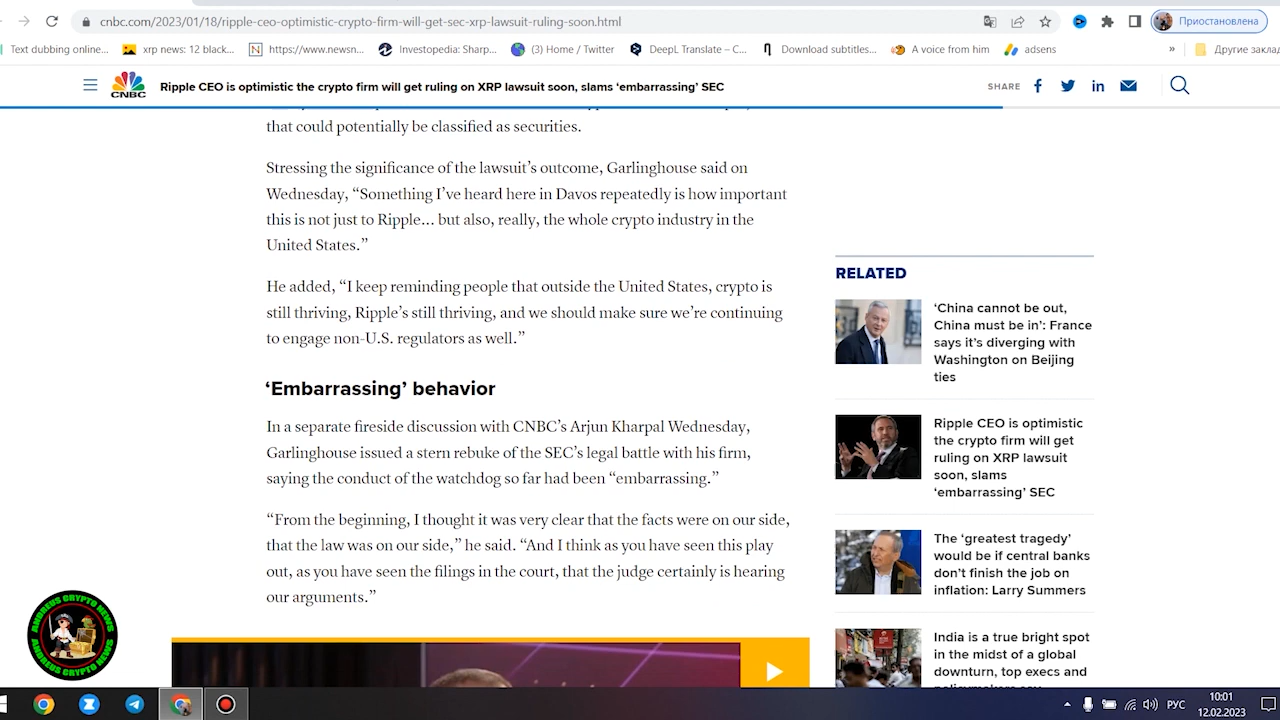 cnbc.com/2023/01/18/ripple-ceo-optimistic-crypto-firm-will-get-sec-xrp-lawsuit-ruling-soon.html
Приостановлена
Text dubbing online...
xrp news: 12 black...
https://www.newsn...
Investopedia: Sharp...
(3) Home / Twitter
DeepL Translate – C...
Download subtitles...
A voice from him
adsens
»
Другие закла
CNBC
Ripple CEO is optimistic the crypto firm will get ruling on XRP lawsuit soon, slams ‘embarrassing’ SEC
SHARE
that could potentially be classified as securities.
Stressing the significance of the lawsuit’s outcome, Garlinghouse said on
Wednesday, “Something I’ve heard here in Davos repeatedly is how important
this is not just to Ripple… but also, really, the whole crypto industry in the
United States.”
He added, “I keep reminding people that outside the United States, crypto is
still thriving, Ripple’s still thriving, and we should make sure we’re continuing
to engage non-U.S. regulators as well.”
‘Embarrassing’ behavior
In a separate fireside discussion with CNBC’s Arjun Kharpal Wednesday,
Garlinghouse issued a stern rebuke of the SEC’s legal battle with his firm,
saying the conduct of the watchdog so far had been “embarrassing.”
“From the beginning, I thought it was very clear that the facts were on our side,
that the law was on our side,” he said. “And I think as you have seen this play
out, as you have seen the filings in the court, that the judge certainly is hearing
our arguments.”
RELATED
‘China cannot be out,
China must be in’: France
says it’s diverging with
Washington on Beijing
ties
Ripple CEO is optimistic
the crypto firm will get
ruling on XRP lawsuit
soon, slams
‘embarrassing’ SEC
The ‘greatest tragedy’
would be if central banks
don’t finish the job on
inflation: Larry Summers
India is a true bright spot
in the midst of a global
downturn, top execs and
ANDREUS CRYPTO NEWS
ANDREUS CRYPTO NEWS
РУС
10:01
12.02.2023